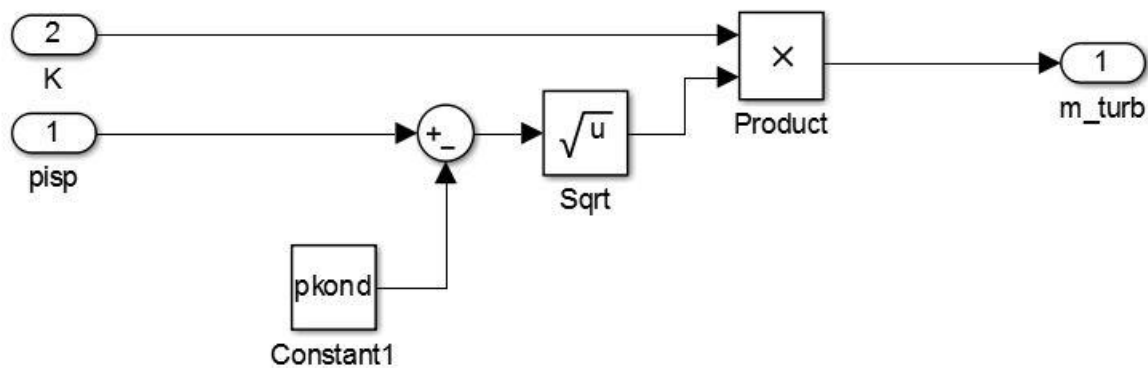 2
K
1
pisp
+
-
√u
Sqrt
pkond
Constant1
×
Product
1
m_turb